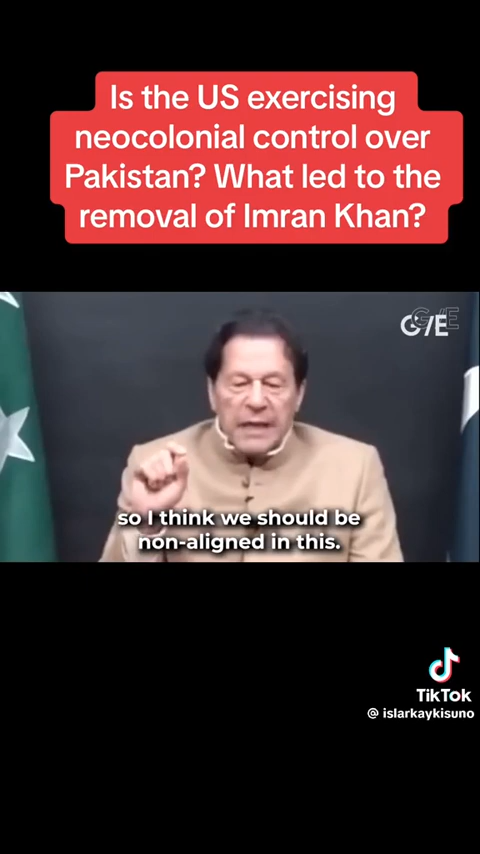 Is the US exercising
neocolonial control over
Pakistan? What led to the
removal of Imran Khan?
G/E
so I think we should be
non-aligned in this.
TikTok
@ islarkaykisuno